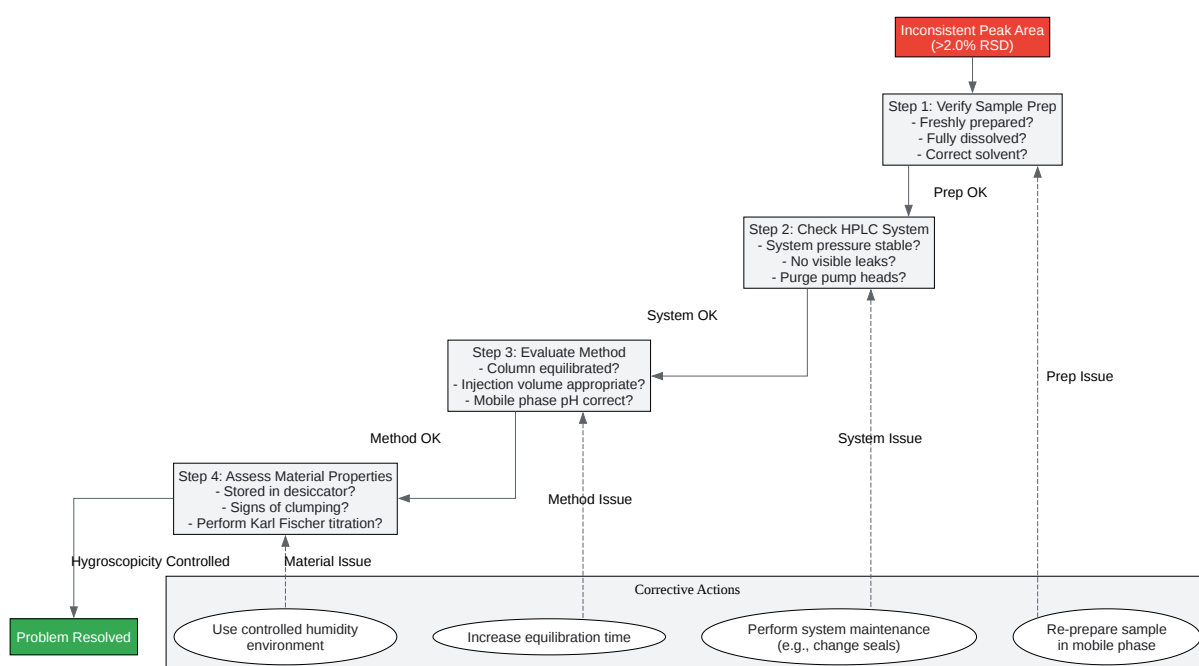 Inconsistent Peak Area
(>2.0% RSD)
Step 1: Verify Sample Prep
- Freshly prepared?
- Fully dissolved?
- Correct solvent?
Prep OK
Step 2: Check HPLC System
- System pressure stable?
- No visible leaks?
- Purge pump heads?
System OK
Step 3: Evaluate Method
- Column equilibrated?
- Injection volume appropriate?
- Mobile phase pH correct?
Prep Issue
Method OK
System Issue
Step 4: Assess Material Properties
- Stored in desiccator?
- Signs of clumping?
- Perform Karl Fischer titration?
Method Issue
Hygroscopicity Controlled
Material Issue
Corrective Actions
Problem Resolved
Use controlled humidity
environment
Increase equilibration time
Perform system maintenance
(e.g., change seals)
Re-prepare sample
in mobile phase